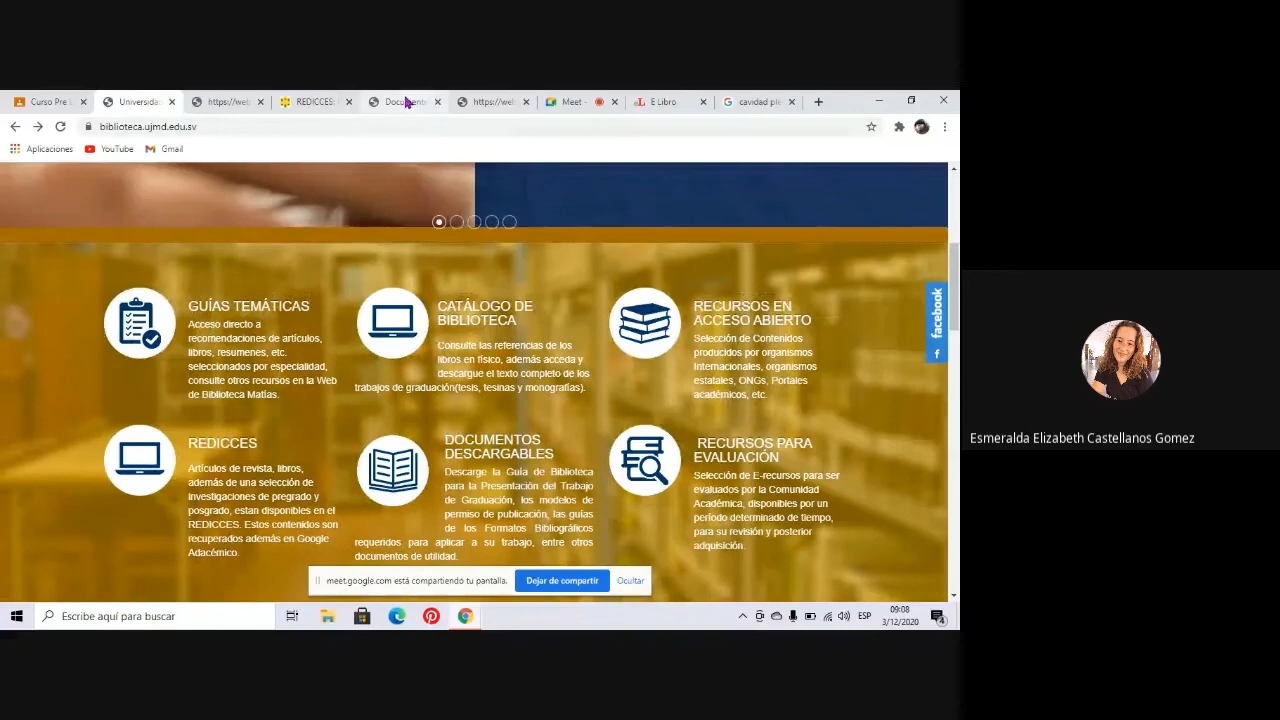 Curso Pre
Universida
https://web
REDICCES:
Documento
https://web
Meet -
E Libro
cavidad ple
biblioteca.ujmd.edu.sv
Aplicaciones
YouTube
Gmail
GUÍAS TEMÁTICAS
Acceso directo a
recomendaciones de artículos,
libros, resumenes, etc.
seleccionados por especialidad,
consulte otros recursos en la Web
de Biblioteca Matías.
CATÁLOGO DE
BIBLIOTECA
Consulte las referencias de los
libros en físico, además acceda y
descargue el texto completo de los
trabajos de graduación(tesis, tesinas y monografías).
RECURSOS EN
ACCESO ABIERTO
Selección de Contenidos
producidos por organismos
Internacionales, organismos
estatales, ONGs, Portales
académicos, etc.
facebook
REDICCES
Artículos de revista, libros,
además de una selección de
investigaciones de pregrado y
posgrado, estan disponibles en el
REDICCES. Estos contenidos son
recuperados además en Google
Adacémico.
DOCUMENTOS
DESCARGABLES
Descarge la Guía de Biblioteca
para la Presentación del Trabajo
de Graduación, los modelos de
permiso de publicación, las guías
de los Formatos Bibliográficos
requeridos para aplicar a su trabajo, entre otros
documentos de utilidad.
RECURSOS PARA
EVALUACIÓN
Selección de E-recursos para ser
evaluados por la Comunidad
Académica, disponibles por un
período determinado de tiempo,
para su revisión y posterior
adquisición.
meet.google.com está compartiendo tu pantalla.
Dejar de compartir
Ocultar
Escribe aquí para buscar
ESP
09:08
3/12/2020
4
Esmeralda Elizabeth Castellanos Gomez